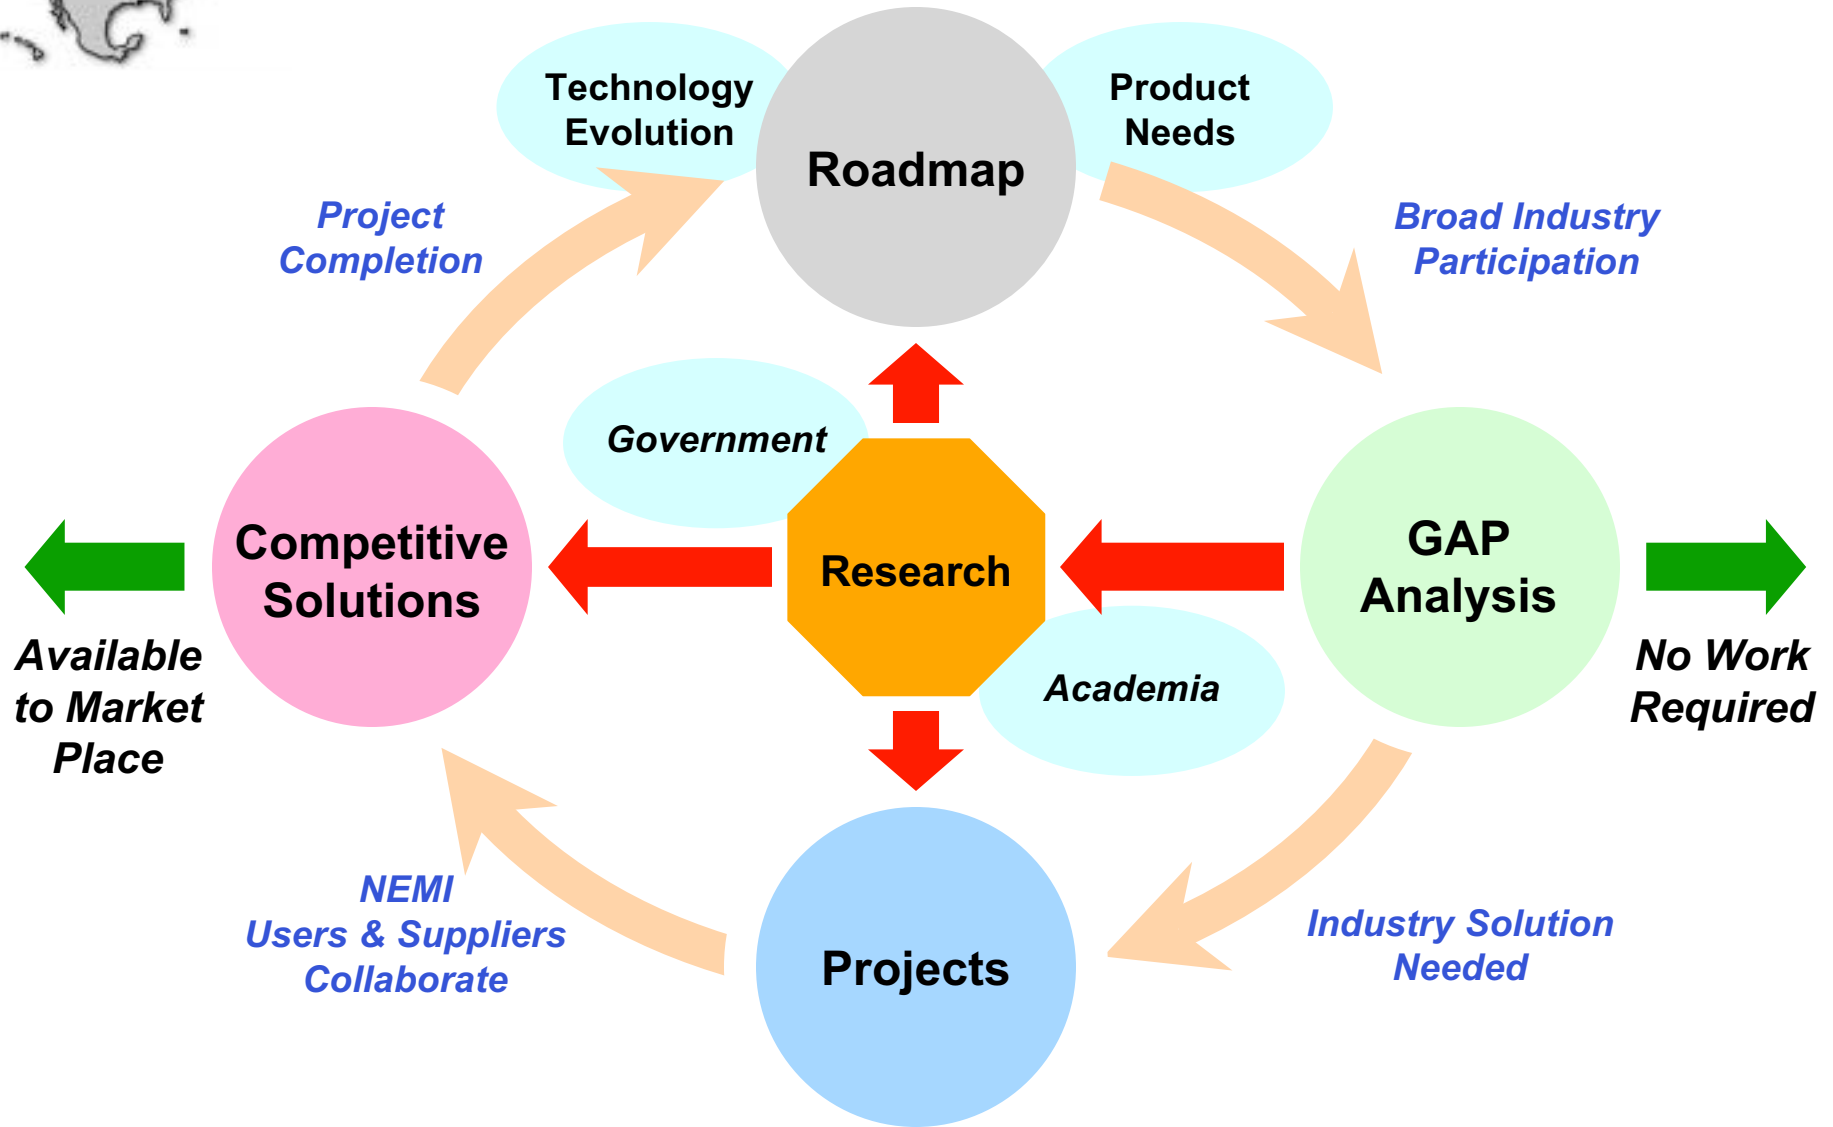 Technology
Evolution
Product
Needs
Roadmap
Project
Completion
Broad Industry
Participation
Government
Competitive
Solutions
Research
GAP
Analysis
Available
to Market
Place
Academia
No Work
Required
NEMI
Users & Suppliers
Collaborate
Projects
Industry Solution
Needed